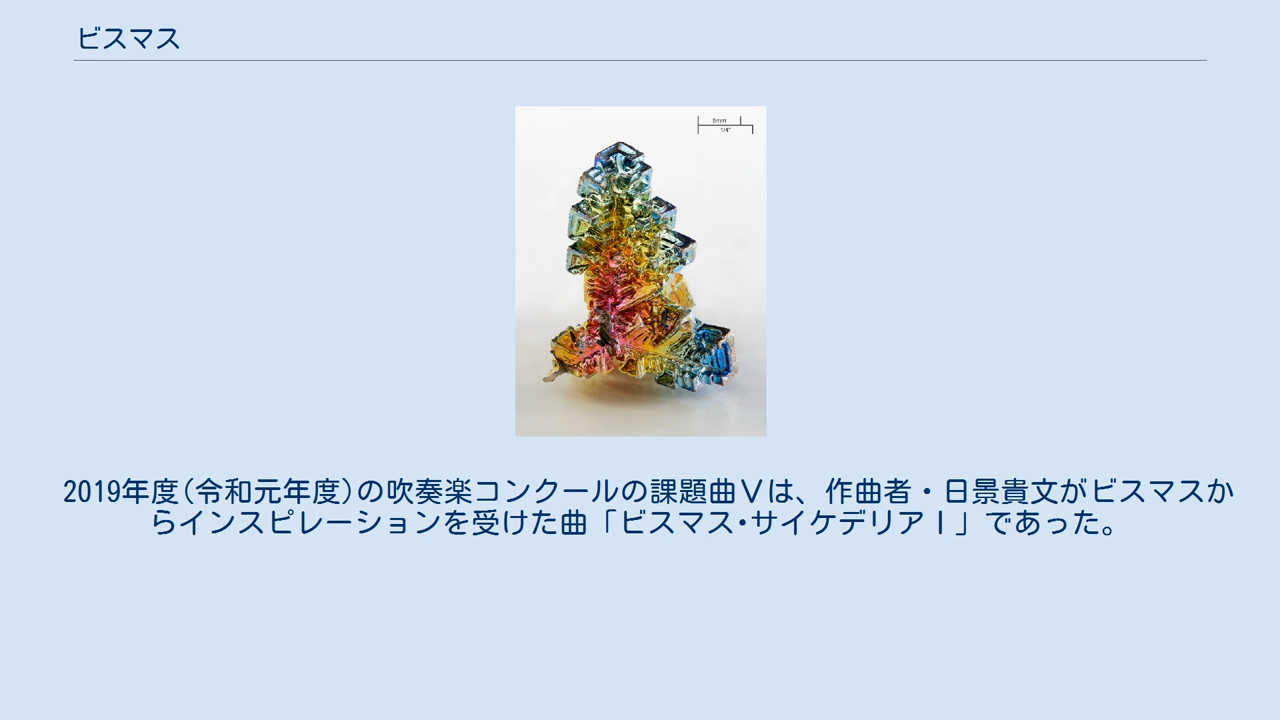 ビスマス
5mm
1/4"
2019年度(令和元年度)の吹奏楽コンクールの課題曲Ⅴは、作曲者・日景貴文がビスマスか
らインスピレーションを受けた曲「ビスマス･サイケデリアⅠ」であった。